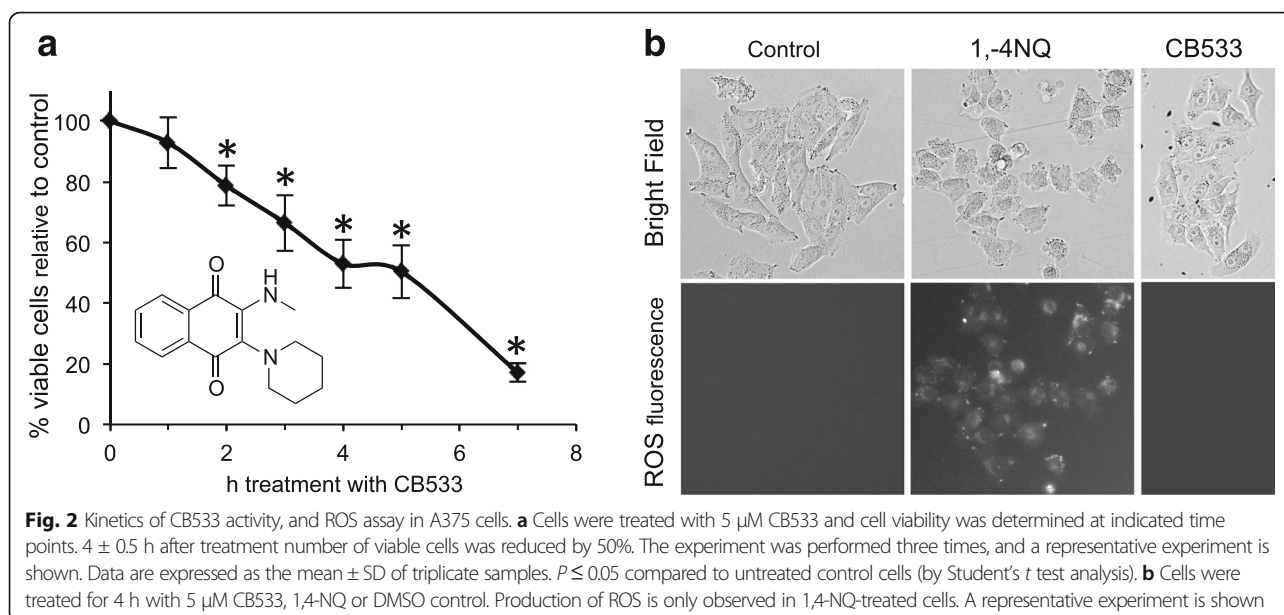 a
% viable cells relative to control
100
80
60
40
20
0
* * * * *
O
H
N
N
O
0 2 4 6 8
h treatment with CB533
b
Control 1,-4NQ CB533
Bright Field
ROS fluorescence
Fig. 2 Kinetics of CB533 activity, and ROS assay in A375 cells. a Cells were treated with 5 μM CB533 and cell viability was determined at indicated time
points. 4 ± 0.5 h after treatment number of viable cells was reduced by 50%. The experiment was performed three times, and a representative experiment is
shown. Data are expressed as the mean ± SD of triplicate samples. P ≤ 0.05 compared to untreated control cells (by Student's t test analysis). b Cells were
treated for 4 h with 5 μM CB533, 1,4-NQ or DMSO control. Production of ROS is only observed in 1,4-NQ-treated cells. A representative experiment is shown